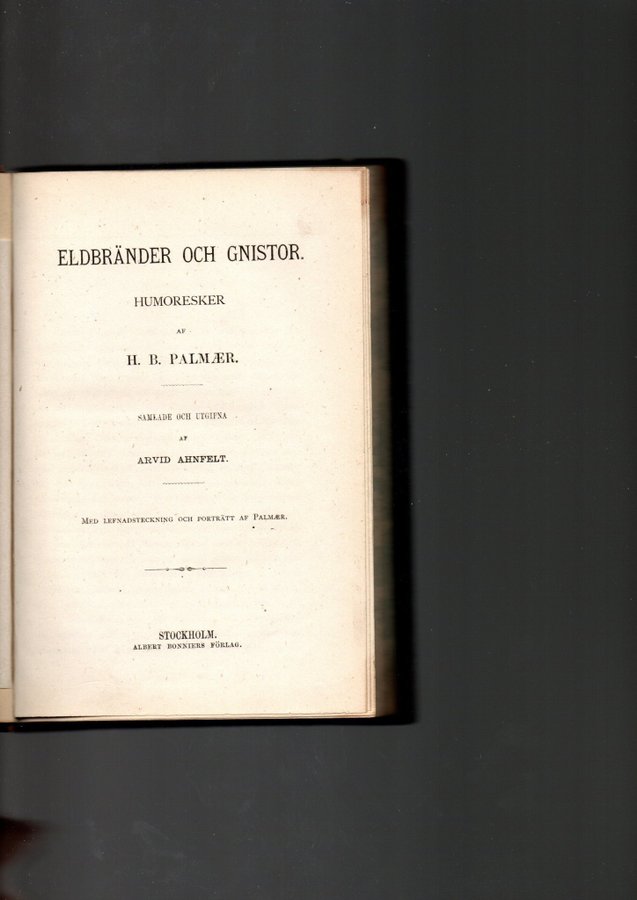 ELDBRÄNDER OCH GNISTOR.
HUMORESKER
AF
H. B. PALMÆR.
SAMLADE OCH UTGIFNA
AF
ARVID AHNFELT.
MED LEFNADSTECKNING OCH PORTRÄTT AF PALMÆR.
STOCKHOLM.
ALBERT BONNIERS FÖRLAG.